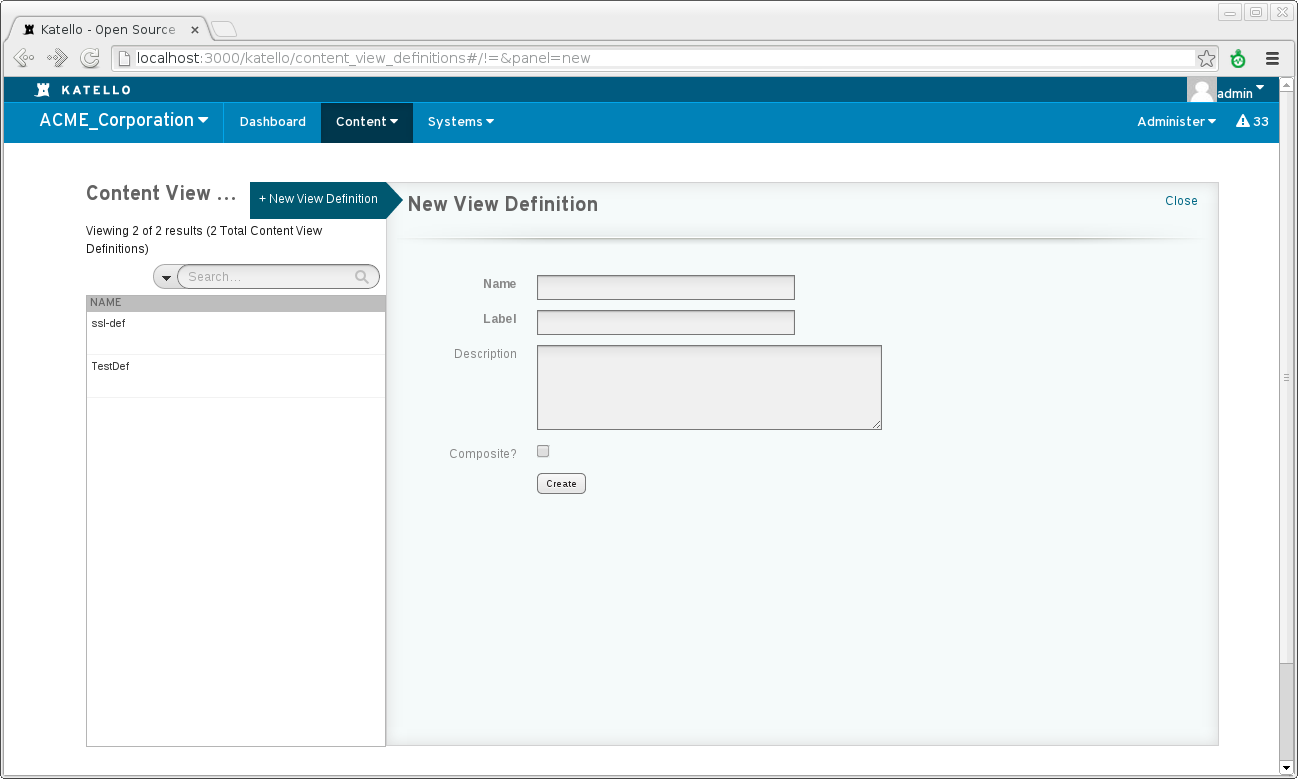 Katello - Open Source
localhost:3000/katello/content_view_definitions#/!=&panel=new
KATELLO
admin
ACME_Corporation
Dashboard
Content
Systems
Administer
33
Content View ...
+ New View Definition
Viewing 2 of 2 results (2 Total Content View
Definitions)
Search...
NAME
ssl-def
TestDef
New View Definition
Close
Name
Label
Description
Composite?
Create